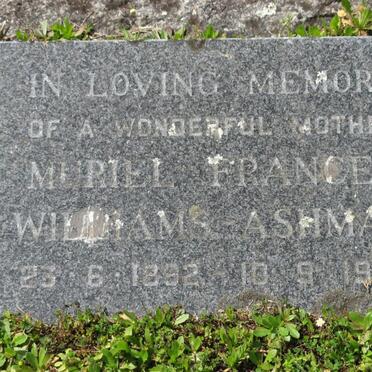 IN LOVING MEMOR
OF A WONDERFUL MOTH
MURIEL FRANCE
WILLIAMS-ASHMA
23·6·1892 - 10·9·19